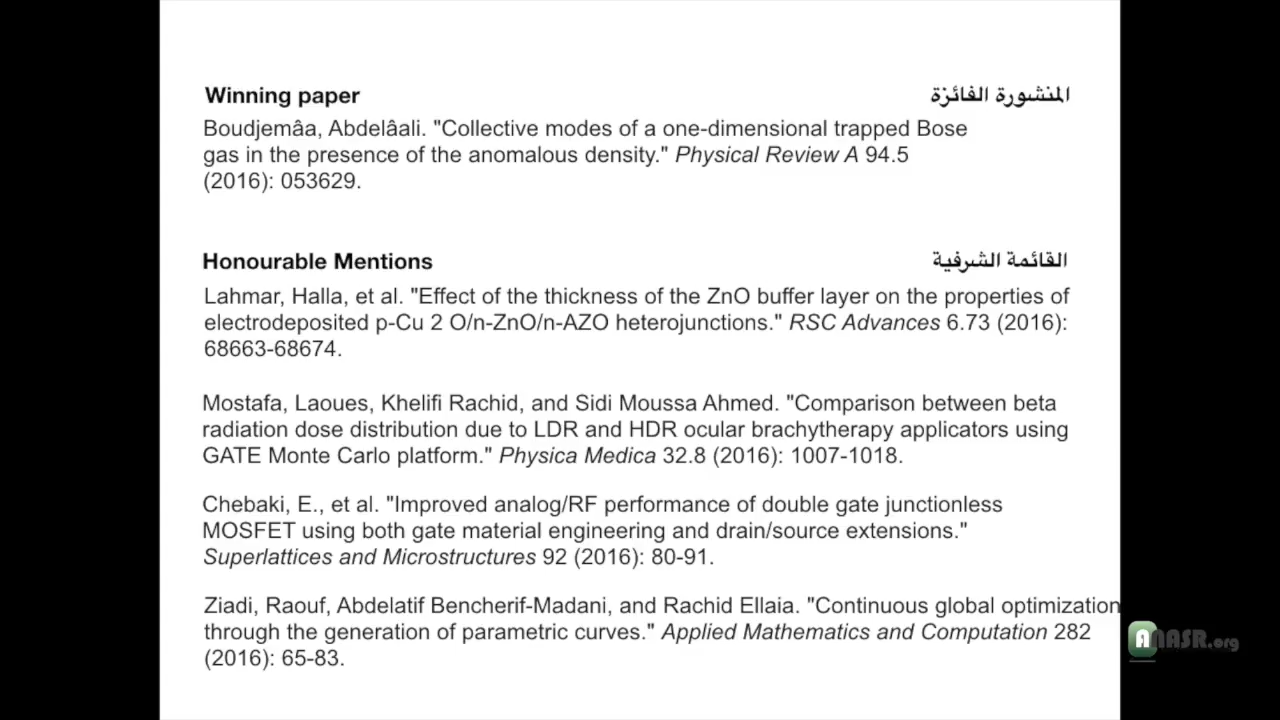 Winning paper
المنشورة الفائزة
Boudjemâa, Abdelâali. "Collective modes of a one-dimensional trapped Bose
gas in the presence of the anomalous density." Physical Review A 94.5
(2016): 053629.
Honourable Mentions
القائمة الشرفية
Lahmar, Halla, et al. "Effect of the thickness of the ZnO buffer layer on the properties of
electrodeposited p-Cu 2 O/n-ZnO/n-AZO heterojunctions." RSC Advances 6.73 (2016):
68663-68674.
Mostafa, Laoues, Khelifi Rachid, and Sidi Moussa Ahmed. "Comparison between beta
radiation dose distribution due to LDR and HDR ocular brachytherapy applicators using
GATE Monte Carlo platform." Physica Medica 32.8 (2016): 1007-1018.
Chebaki, E., et al. "Improved analog/RF performance of double gate junctionless
MOSFET using both gate material engineering and drain/source extensions."
Superlattices and Microstructures 92 (2016): 80-91.
Ziadi, Raouf, Abdelatif Bencherif-Madani, and Rachid Ellaia. "Continuous global optimization
through the generation of parametric curves." Applied Mathematics and Computation 282
(2016): 65-83.
ANASR.org